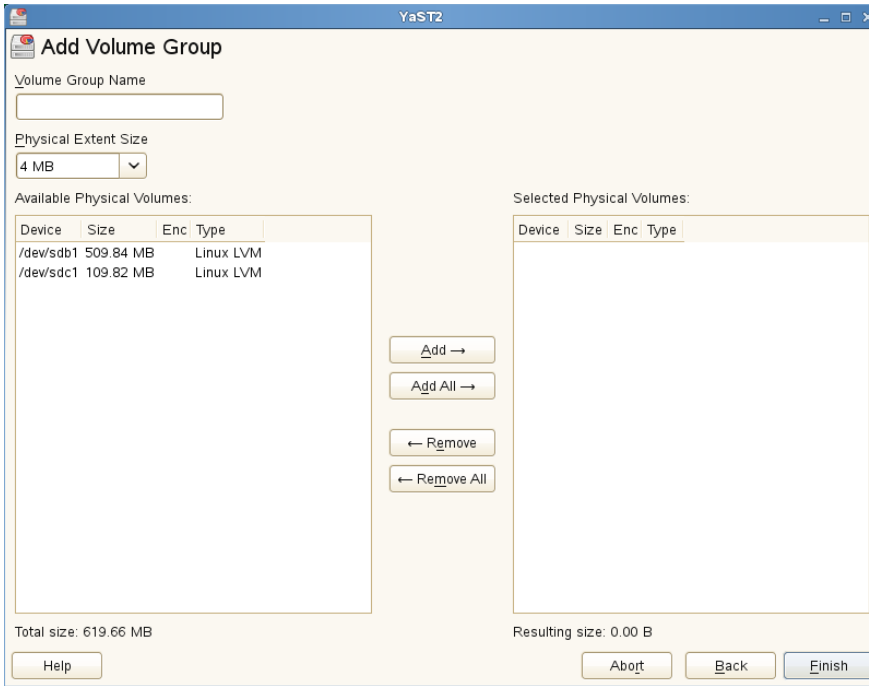 YaST2
Add Volume Group
Volume Group Name
Physical Extent Size
4 MB
Available Physical Volumes:
Device Size Enc Type
/dev/sdb1 509.84 MB Linux LVM
/dev/sdc1 109.82 MB Linux LVM
Total size: 619.66 MB
Add →
Add All →
← Remove
← Remove All
Selected Physical Volumes:
Device Size Enc Type
Resulting size: 0.00 B
Help
Abort
Back
Finish